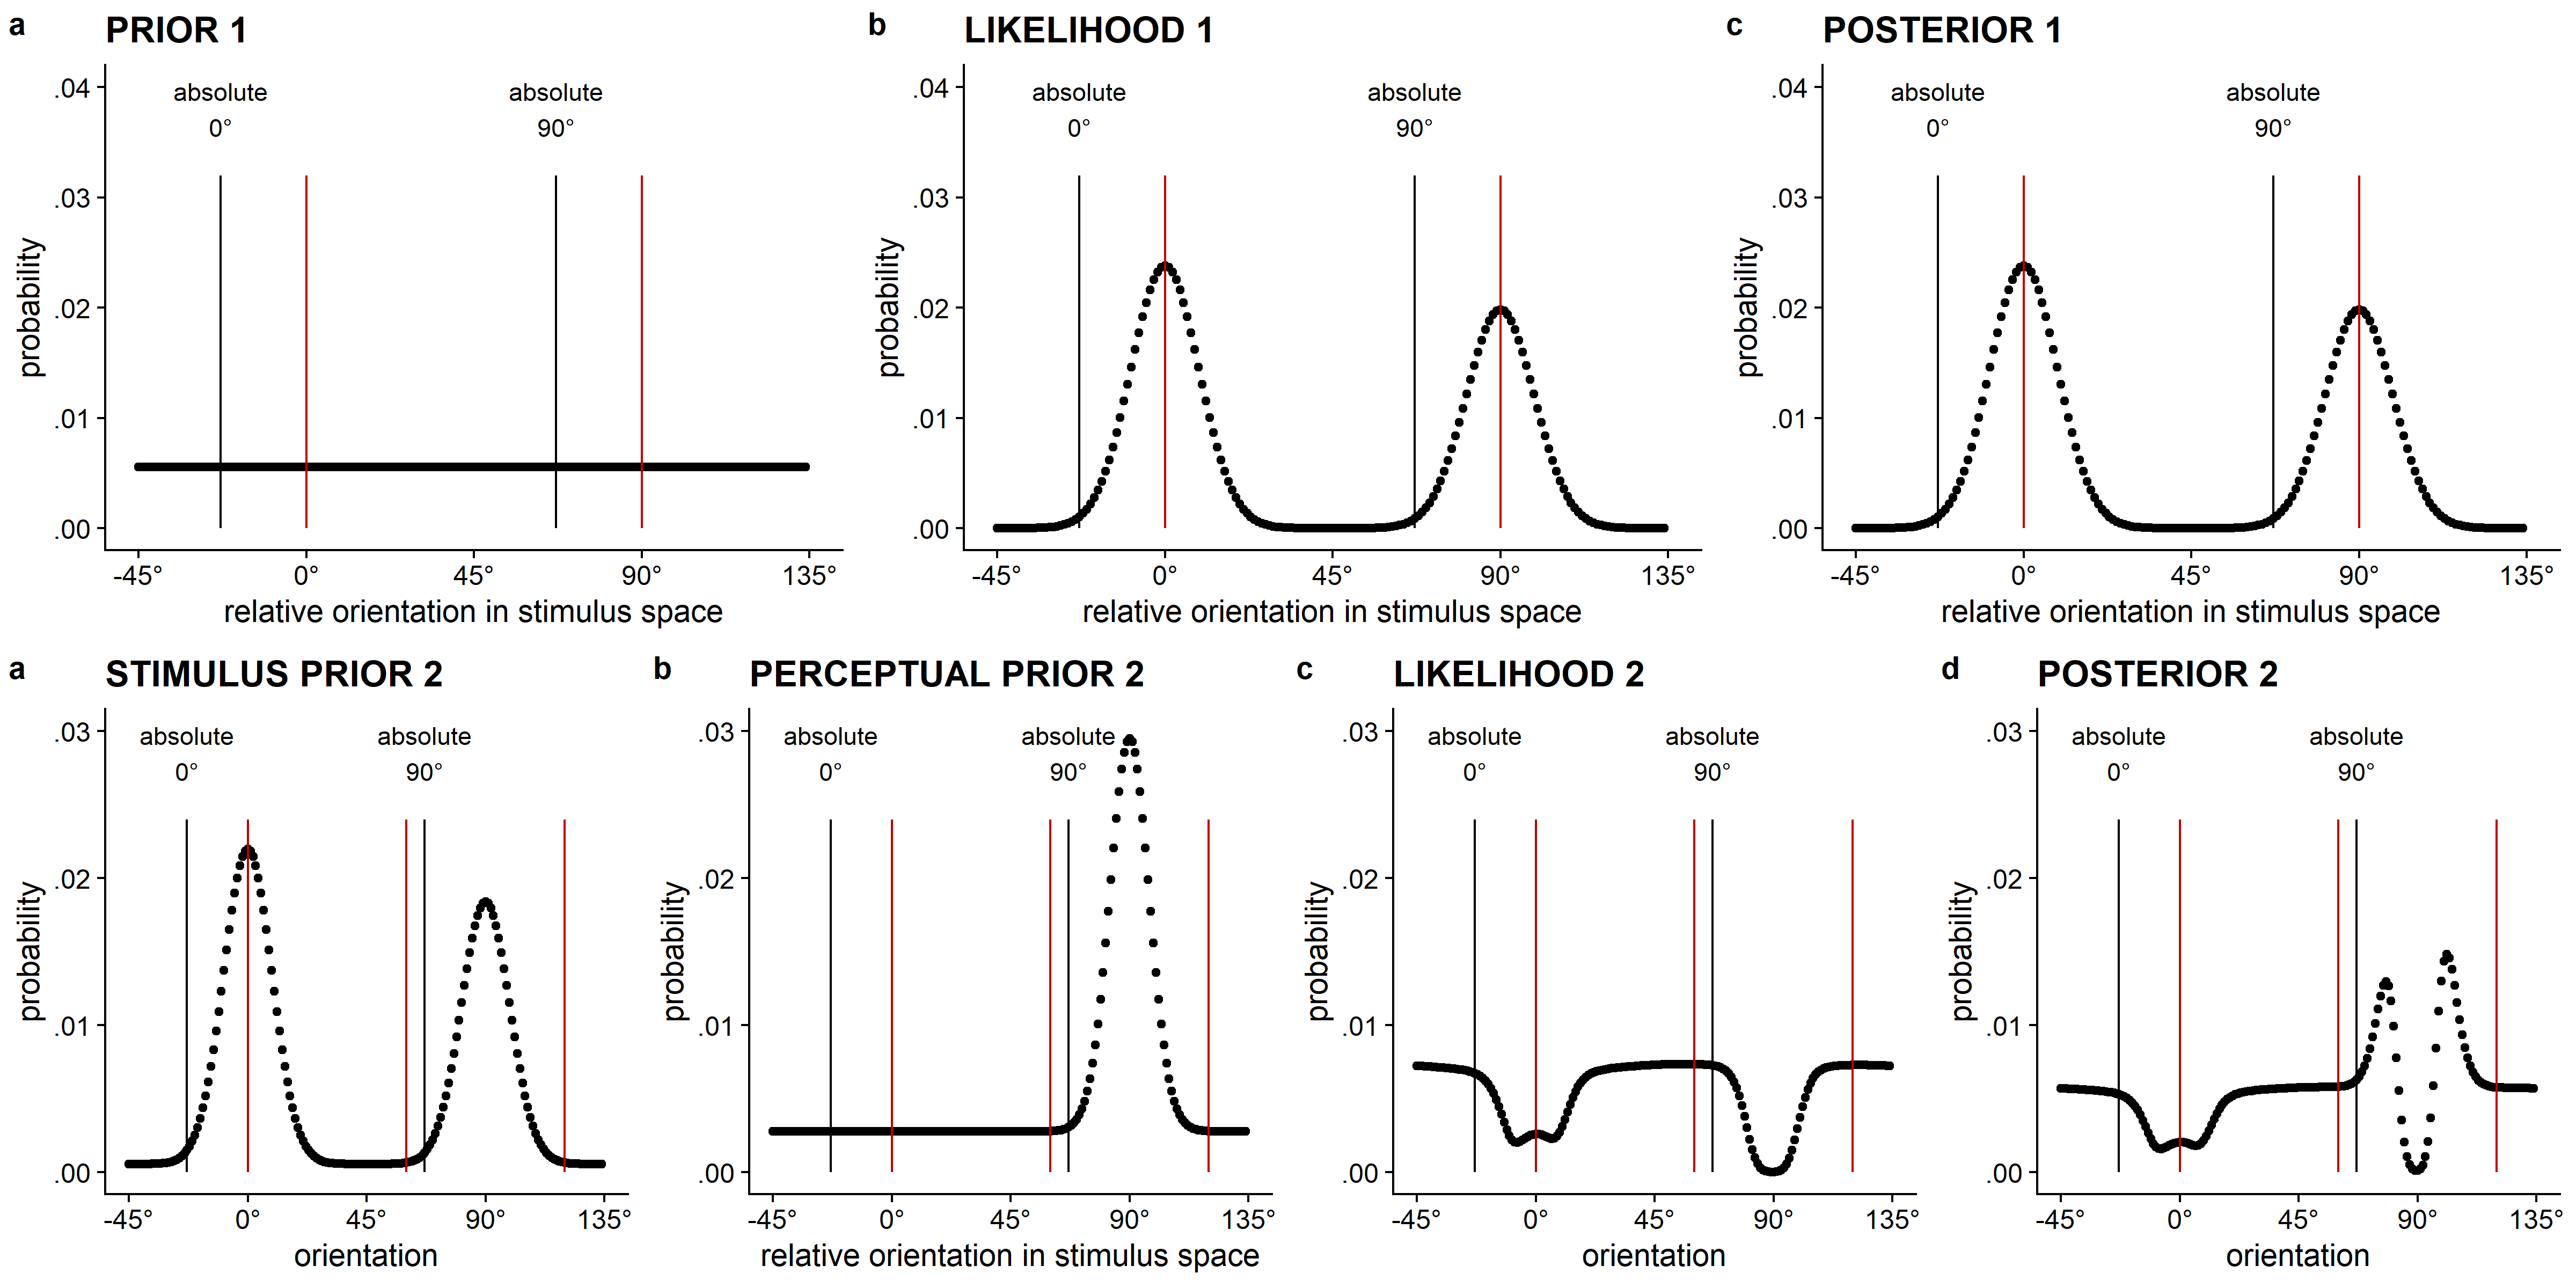 a PRIOR 1
.04
.03
.02
.01
.00
absolute 0°
absolute 90°
probability
-45° 0° 45° 90° 135°
relative orientation in stimulus space
b LIKELIHOOD 1
.04
.03
.02
.01
.00
absolute 0°
absolute 90°
probability
-45° 0° 45° 90° 135°
relative orientation in stimulus space
c POSTERIOR 1
.04
.03
.02
.01
.00
absolute 0°
absolute 90°
probability
-45° 0° 45° 90° 135°
relative orientation in stimulus space
a STIMULUS PRIOR 2
.03
.02
.01
.00
absolute 0°
absolute 90°
probability
-45° 0° 45° 90° 135°
orientation
b PERCEPTUAL PRIOR 2
.03
.02
.01
.00
absolute 0°
absolute 90°
probability
-45° 0° 45° 90° 135°
relative orientation in stimulus space
c LIKELIHOOD 2
.03
.02
.01
.00
absolute 0°
absolute 90°
probability
-45° 0° 45° 90° 135°
orientation
d POSTERIOR 2
.03
.02
.01
.00
absolute 0°
absolute 90°
probability
-45° 0° 45° 90° 135°
orientation